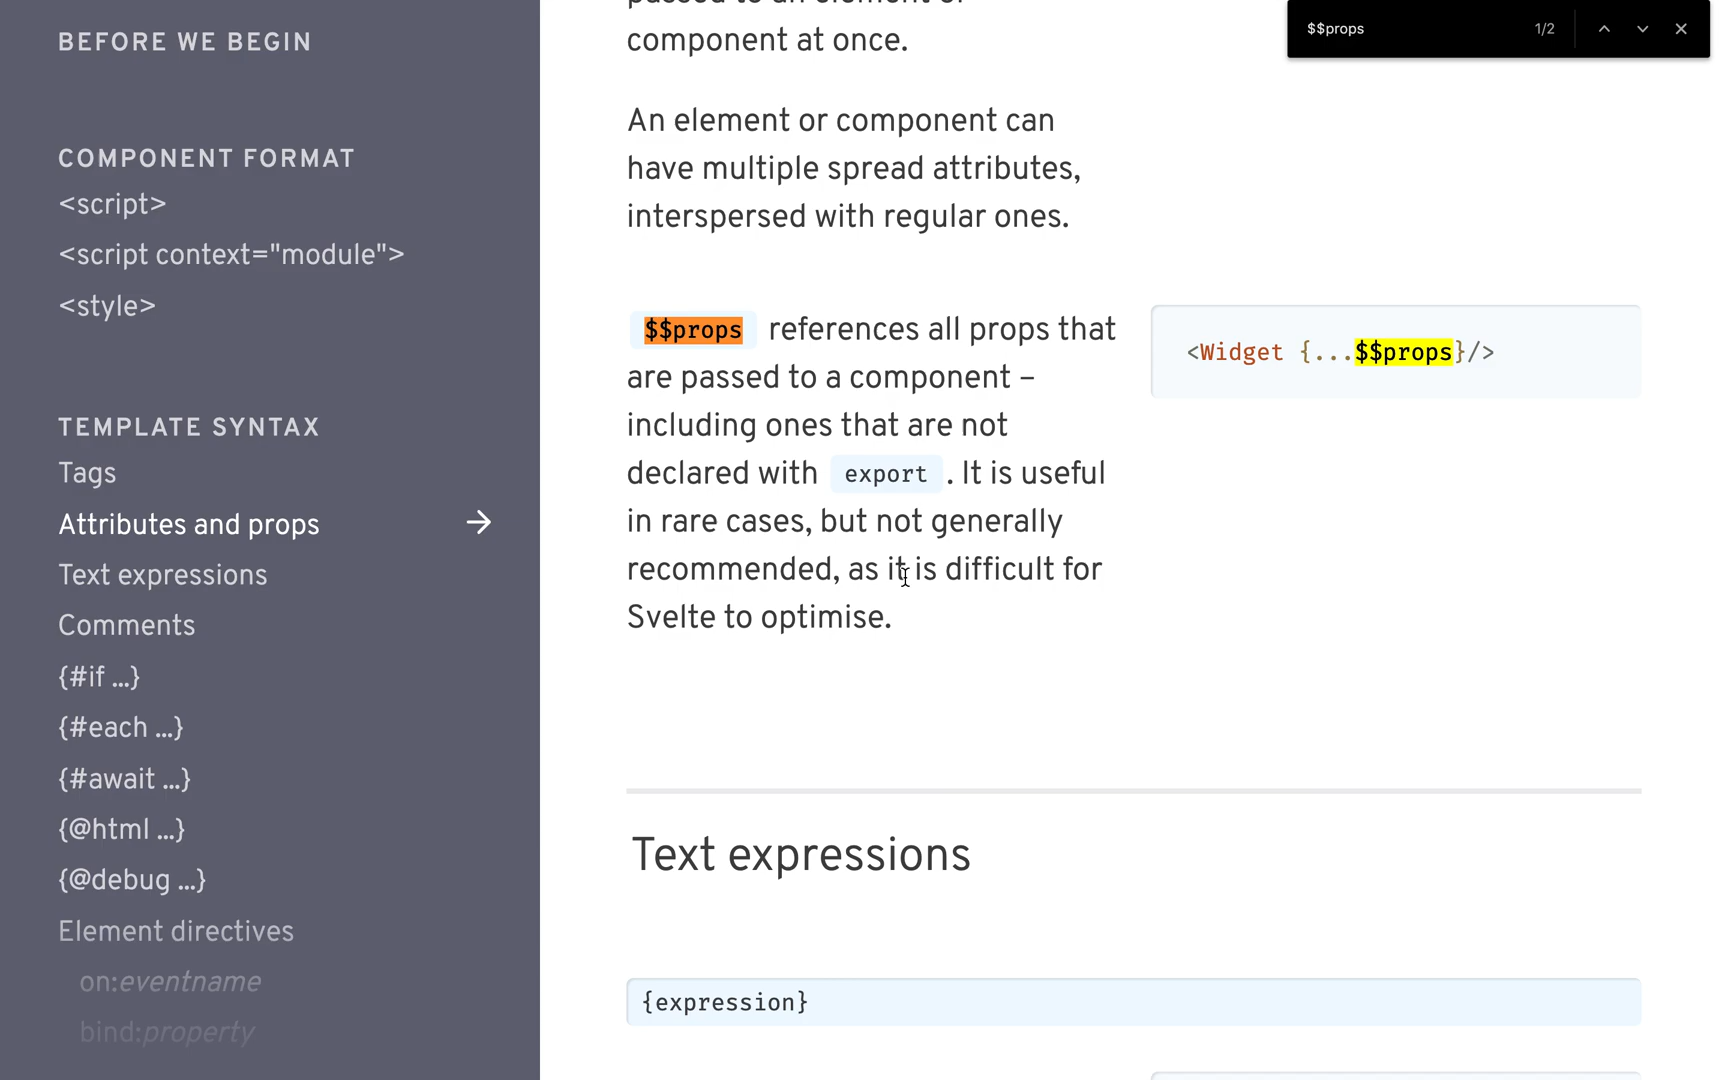 BEFORE WE BEGIN
COMPONENT FORMAT
<script>
<script context="module">
<style>
TEMPLATE SYNTAX
Tags
Attributes and props
Text expressions
Comments
{#if ...}
{#each ...}
{#await ...}
{@html ...}
{@debug ...}
Element directives
on:eventname
bind:property
$$props 1/2
component at once.
An element or component can
have multiple spread attributes,
interspersed with regular ones.
$$props references all props that
are passed to a component –
including ones that are not
declared with export. It is useful
in rare cases, but not generally
recommended, as it is difficult for
Svelte to optimise.
<Widget {...$$props}/>
Text expressions
{expression}